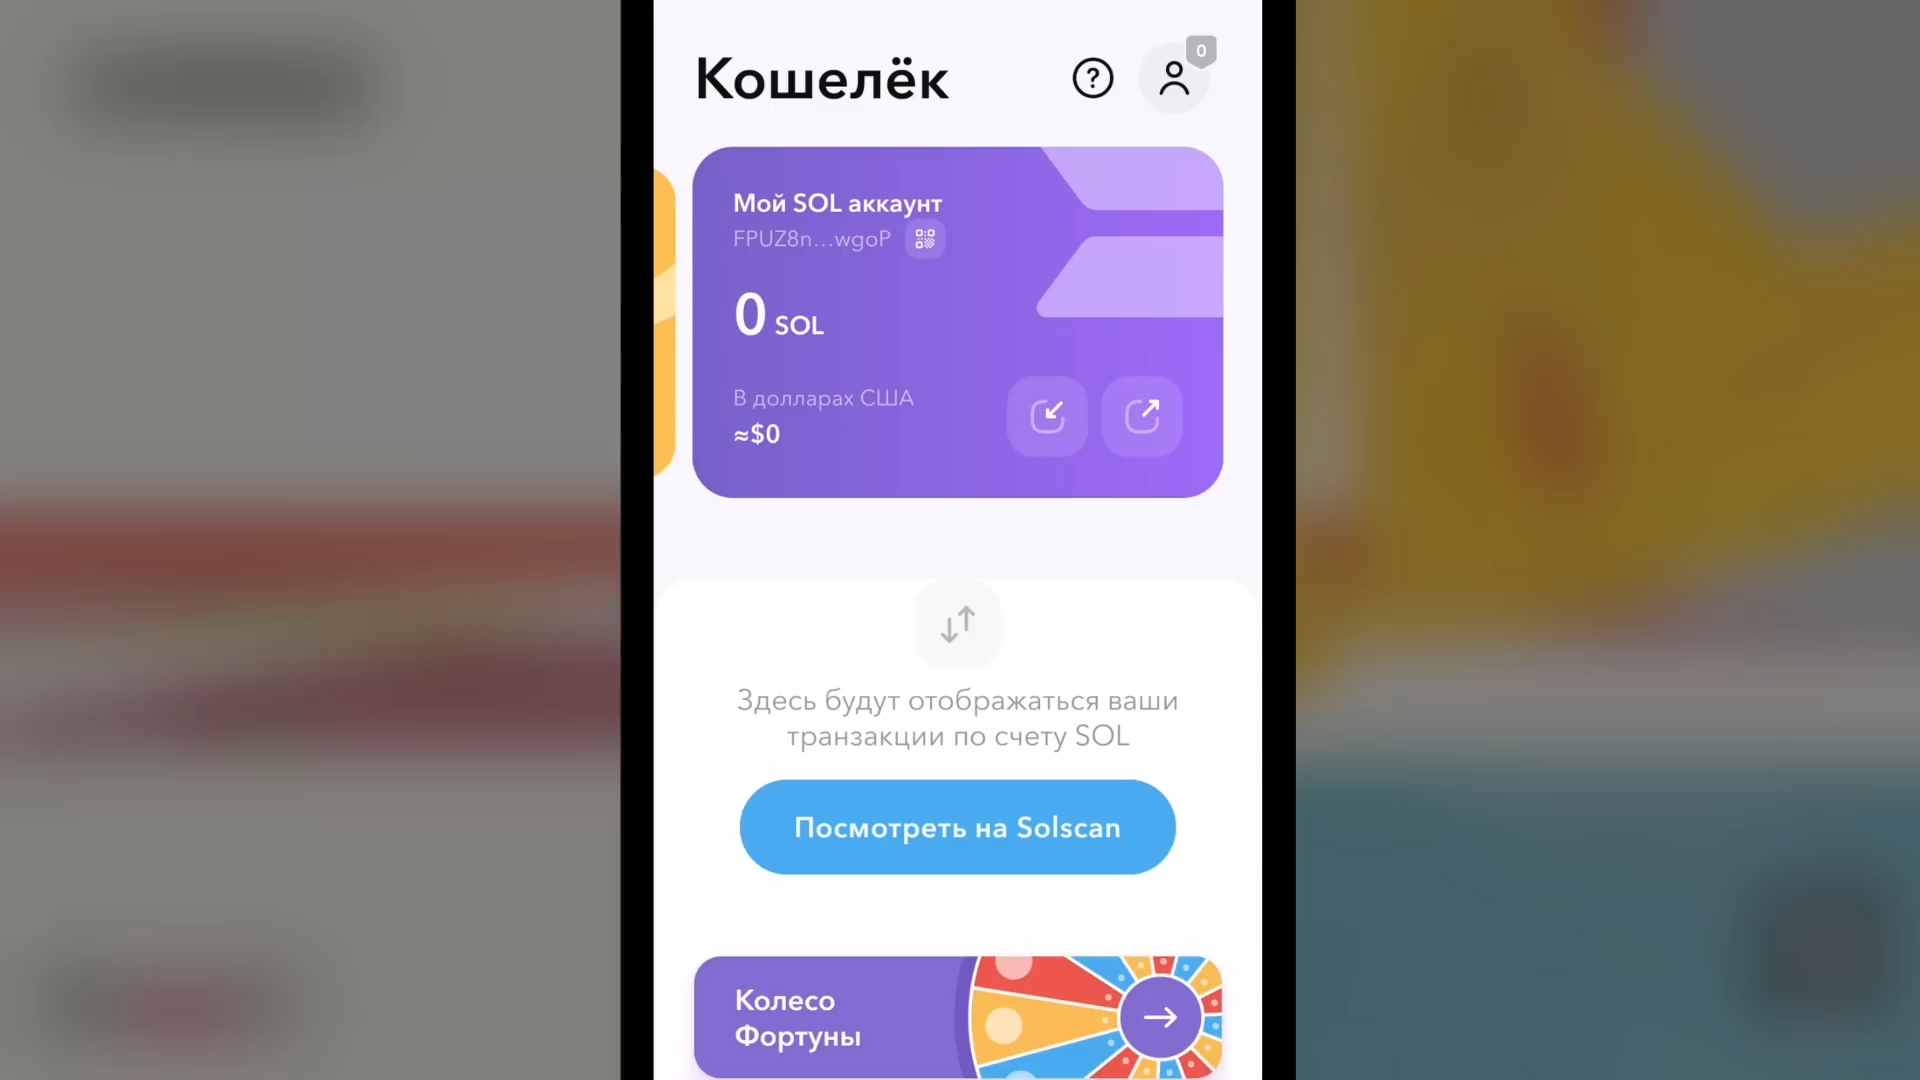 Кошелёк
0
Мой SOL аккаунт
FPUZ8n...wgoP
0 SOL
В долларах США
≈$0
Здесь будут отображаться ваши
транзакции по счету SOL
Посмотреть на Solscan
Колесо
Фортуны